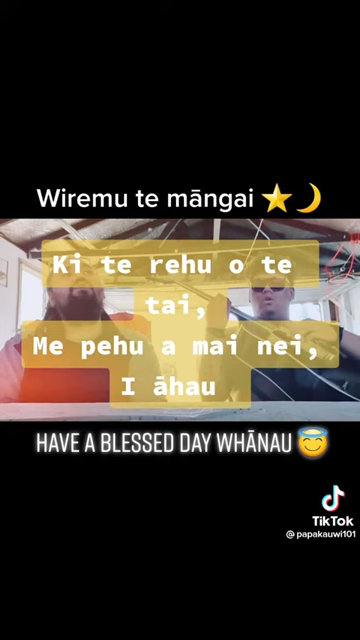 Wiremu te māngai ⭐🌙
Ki te rehu o te
tai,
Me pehu a mai nei,
I āhau
HAVE A BLESSED DAY WHĀNAU 😇
TikTok
@ papakauwi101